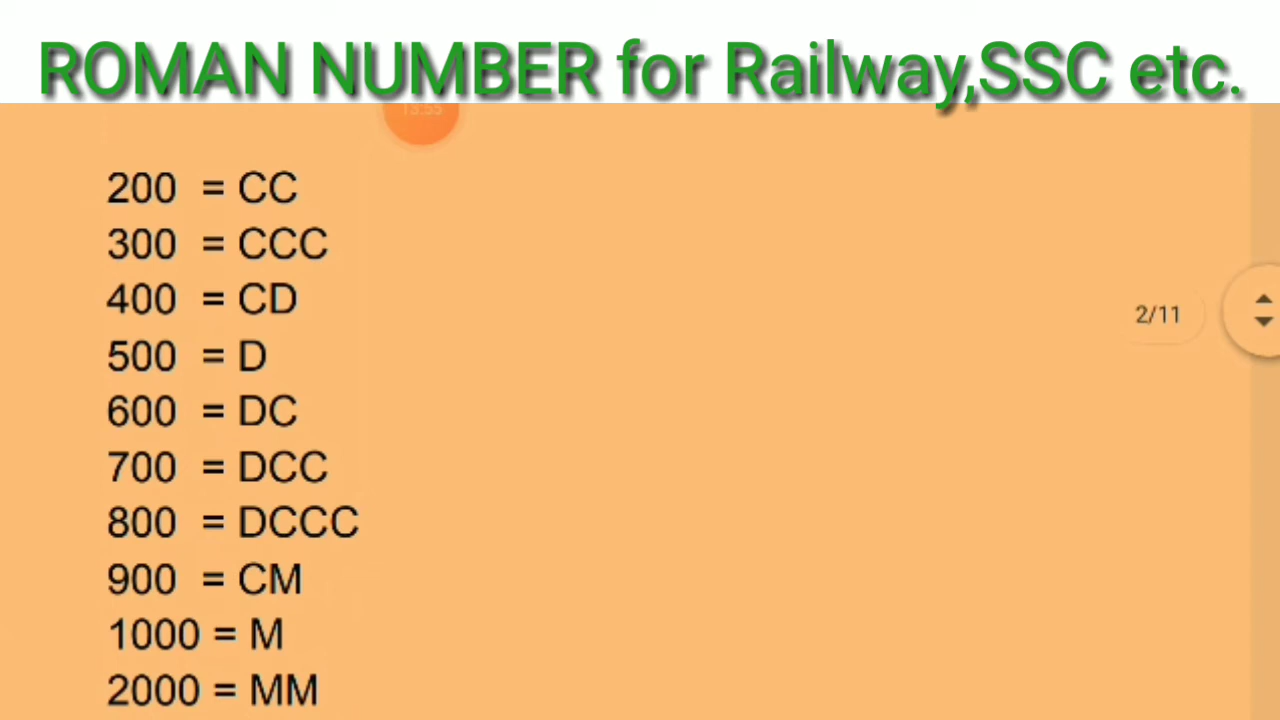 ROMAN NUMBER for Railway,SSC etc.
200 = CC
300 = CCC
400 = CD
2/11
500 = D
600 = DC
700 = DCC
800 = DCCC
900 = CM
1000 = M
2000 = MM